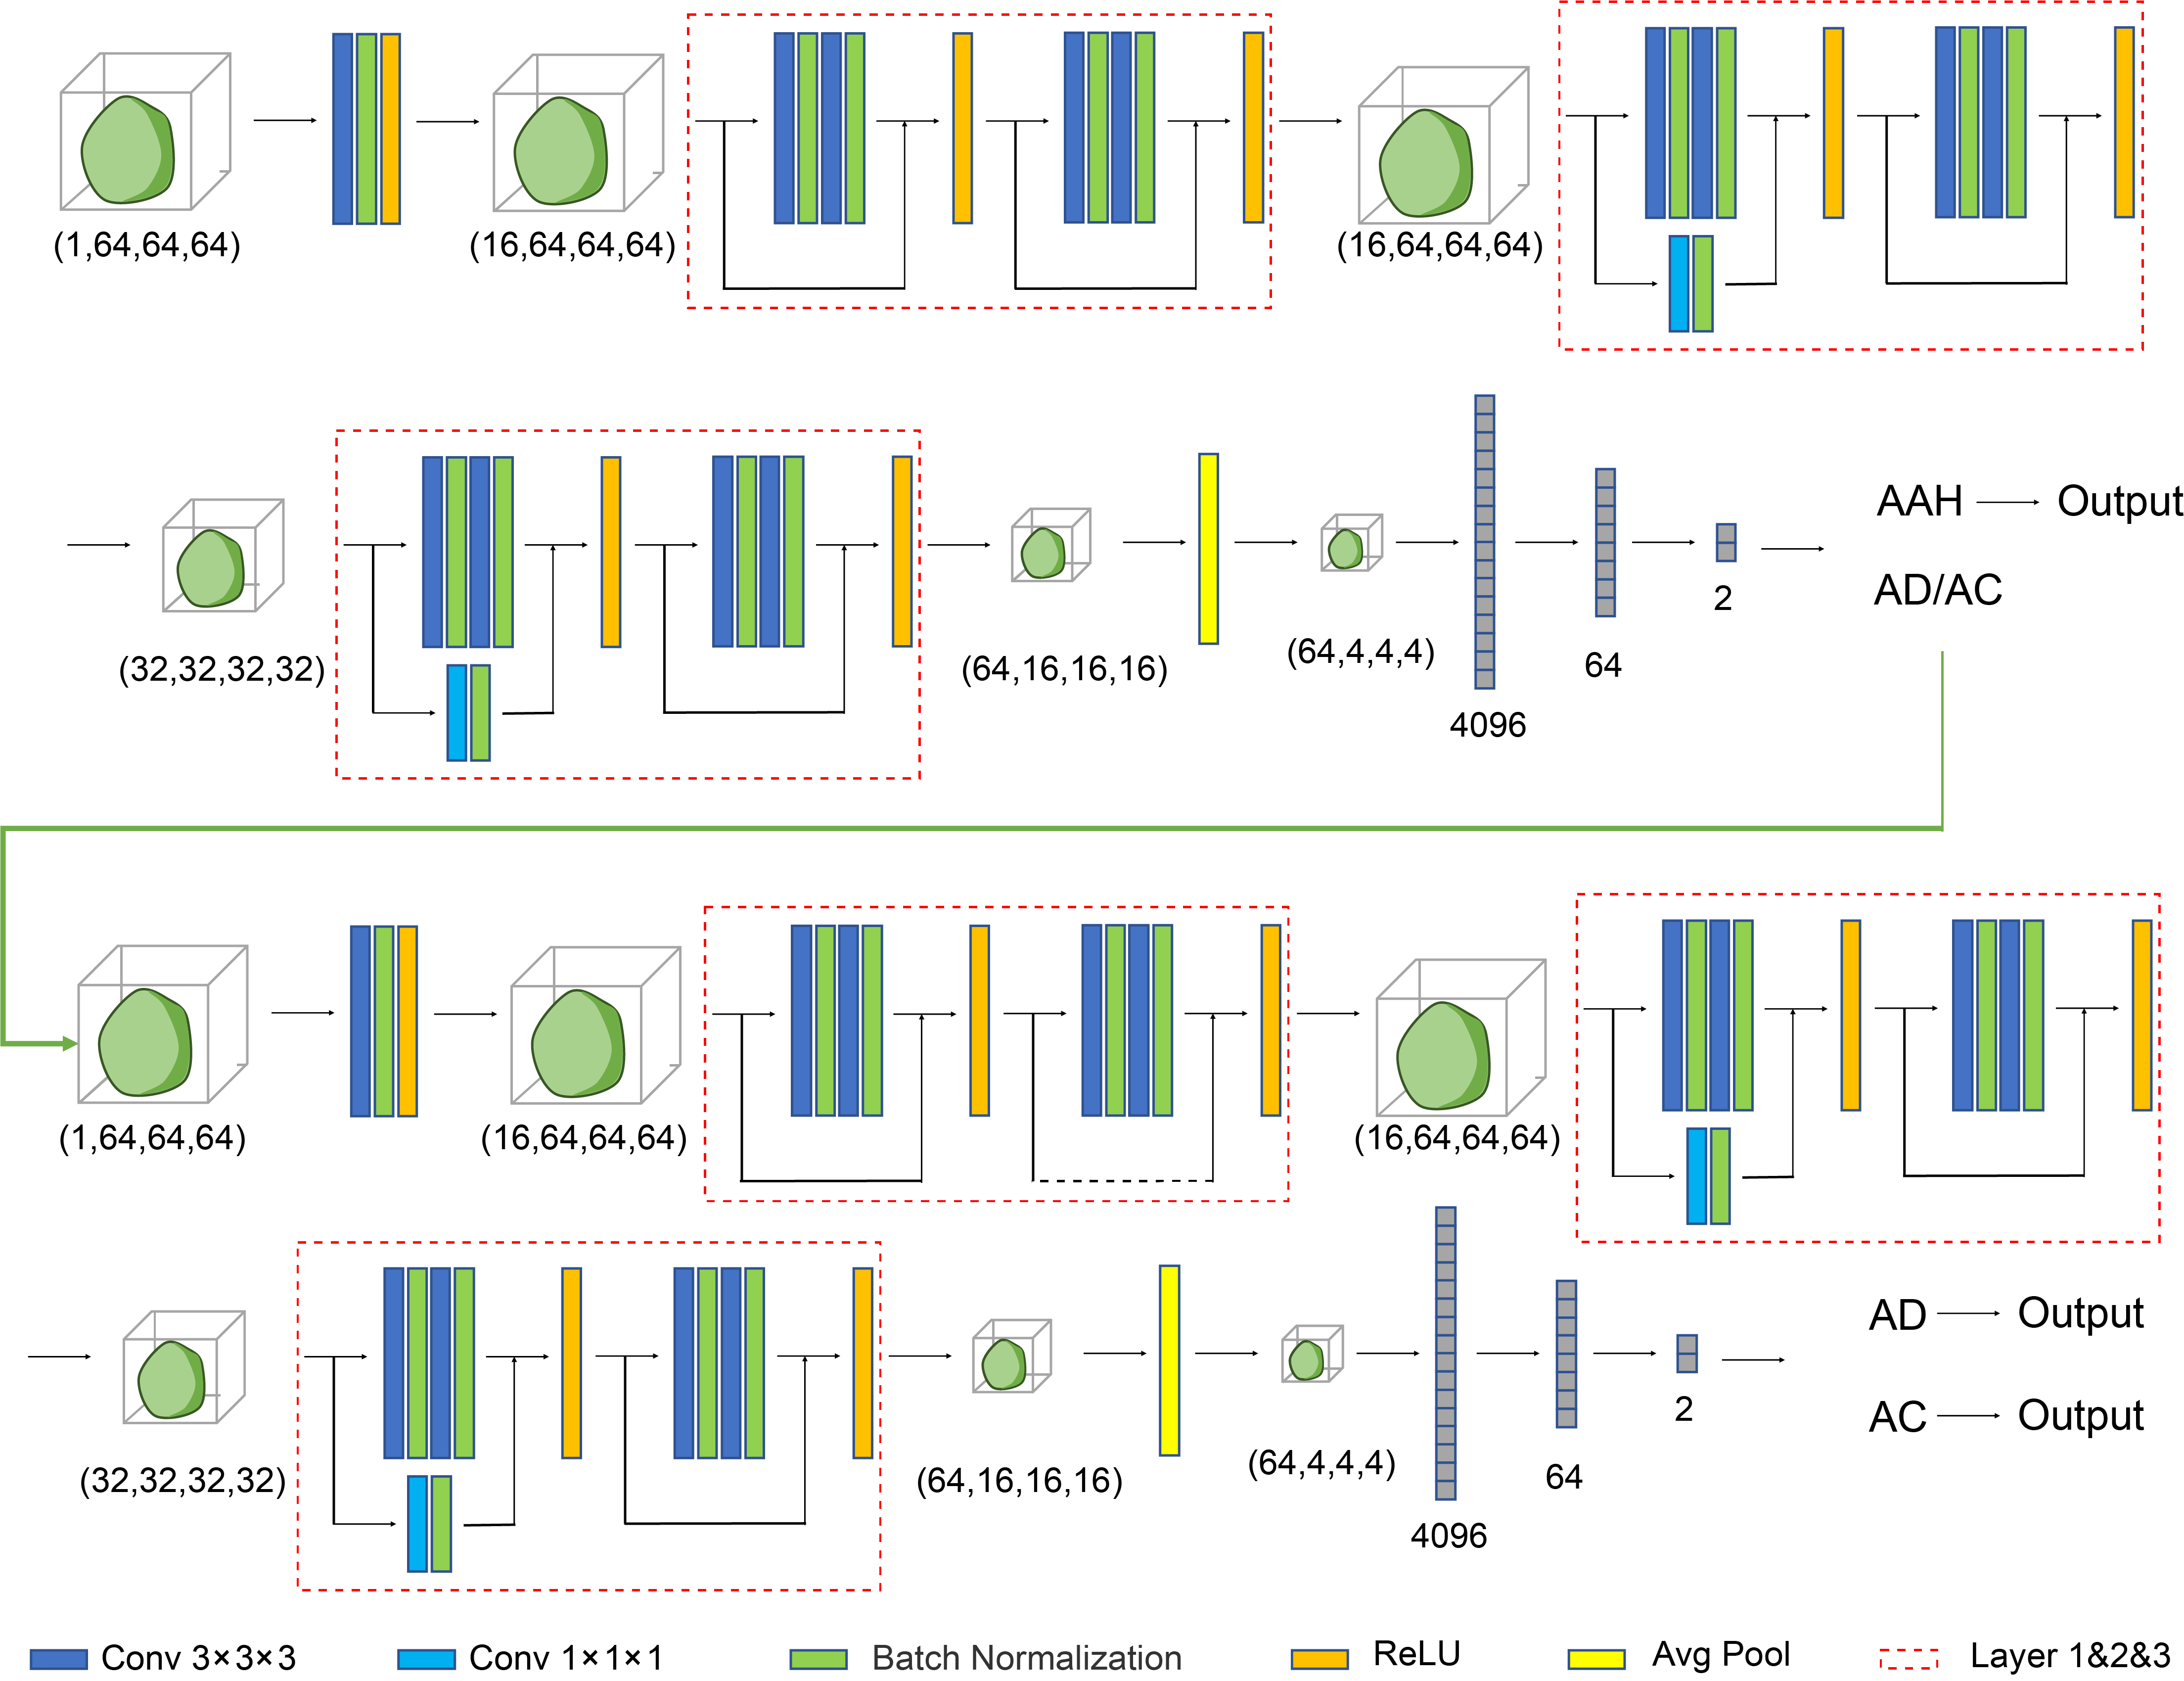 (1,64,64,64)
(16,64,64,64)
(16,64,64,64)
(32,32,32,32)
(64,16,16,16)
(64,4,4,4)
4096
64
2
AAH
Output
AD/AC
(1,64,64,64)
(16,64,64,64)
(16,64,64,64)
(32,32,32,32)
(64,16,16,16)
(64,4,4,4)
4096
64
2
AD
Output
AC
Output
Conv 3×3×3
Conv 1×1×1
Batch Normalization
ReLU
Avg Pool
Layer 1&2&3